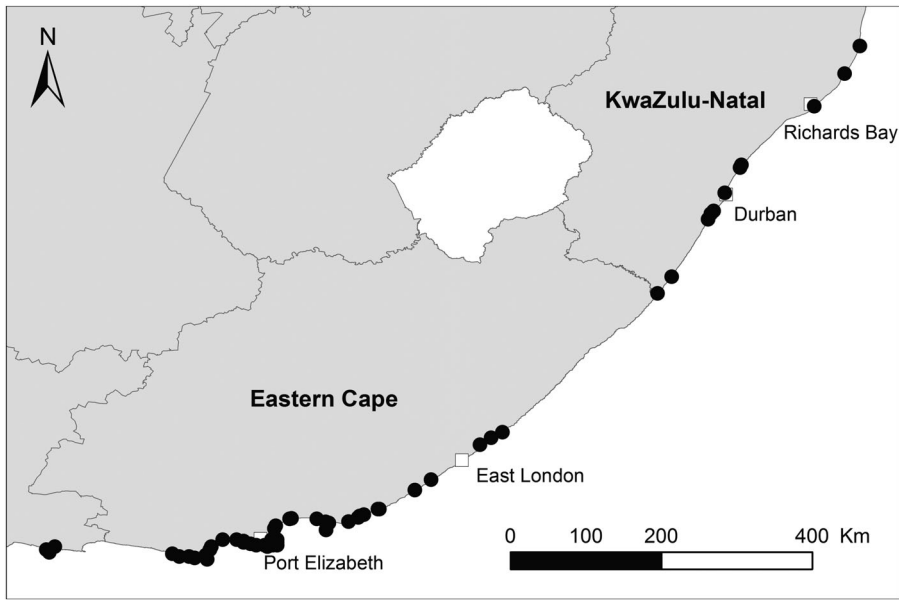 N
KwaZulu-Natal
Richards Bay
Durban
Eastern Cape
East London
Port Elizabeth
0 100 200 400 Km